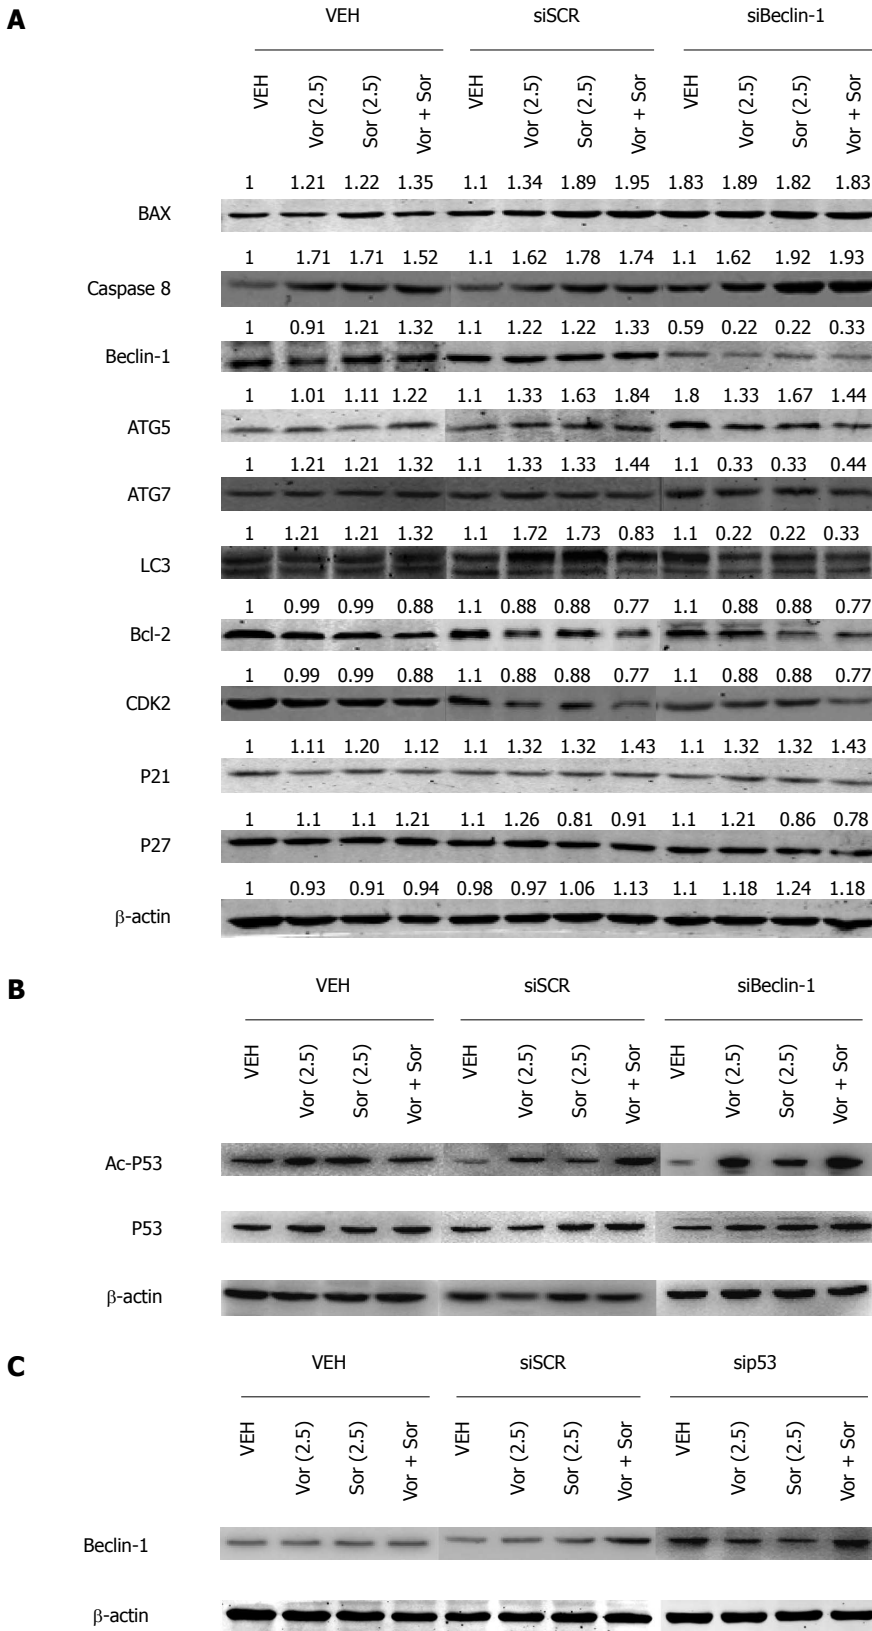 A
VEH siSCR siBeclin-1
VEH Vor (2.5) Sor (2.5) Vor + Sor VEH Vor (2.5) Sor (2.5) Vor + Sor VEH Vor (2.5) Sor (2.5) Vor + Sor
1 1.21 1.22 1.35 1.1 1.34 1.89 1.95 1.83 1.89 1.82 1.83
BAX
1 1.71 1.71 1.52 1.1 1.62 1.78 1.74 1.1 1.62 1.92 1.93
Caspase 8
1 0.91 1.21 1.32 1.1 1.22 1.22 1.33 0.59 0.22 0.22 0.33
Beclin-1
1 1.01 1.11 1.22 1.1 1.33 1.63 1.84 1.8 1.33 1.67 1.44
ATG5
1 1.21 1.21 1.32 1.1 1.33 1.33 1.44 1.1 0.33 0.33 0.44
ATG7
1 1.21 1.21 1.32 1.1 1.72 1.73 0.83 1.1 0.22 0.22 0.33
LC3
1 0.99 0.99 0.88 1.1 0.88 0.88 0.77 1.1 0.88 0.88 0.77
Bcl-2
1 0.99 0.99 0.88 1.1 0.88 0.88 0.77 1.1 0.88 0.88 0.77
CDK2
1 1.11 1.20 1.12 1.1 1.32 1.32 1.43 1.1 1.32 1.32 1.43
P21
1 1.1 1.1 1.21 1.1 1.26 0.81 0.91 1.1 1.21 0.86 0.78
P27
1 0.93 0.91 0.94 0.98 0.97 1.06 1.13 1.1 1.18 1.24 1.18
β-actin
B
VEH siSCR siBeclin-1
VEH Vor (2.5) Sor (2.5) Vor + Sor VEH Vor (2.5) Sor (2.5) Vor + Sor VEH Vor (2.5) Sor (2.5) Vor + Sor
Ac-P53
P53
β-actin
C
VEH siSCR sip53
VEH Vor (2.5) Sor (2.5) Vor + Sor VEH Vor (2.5) Sor (2.5) Vor + Sor VEH Vor (2.5) Sor (2.5) Vor + Sor
Beclin-1
β-actin